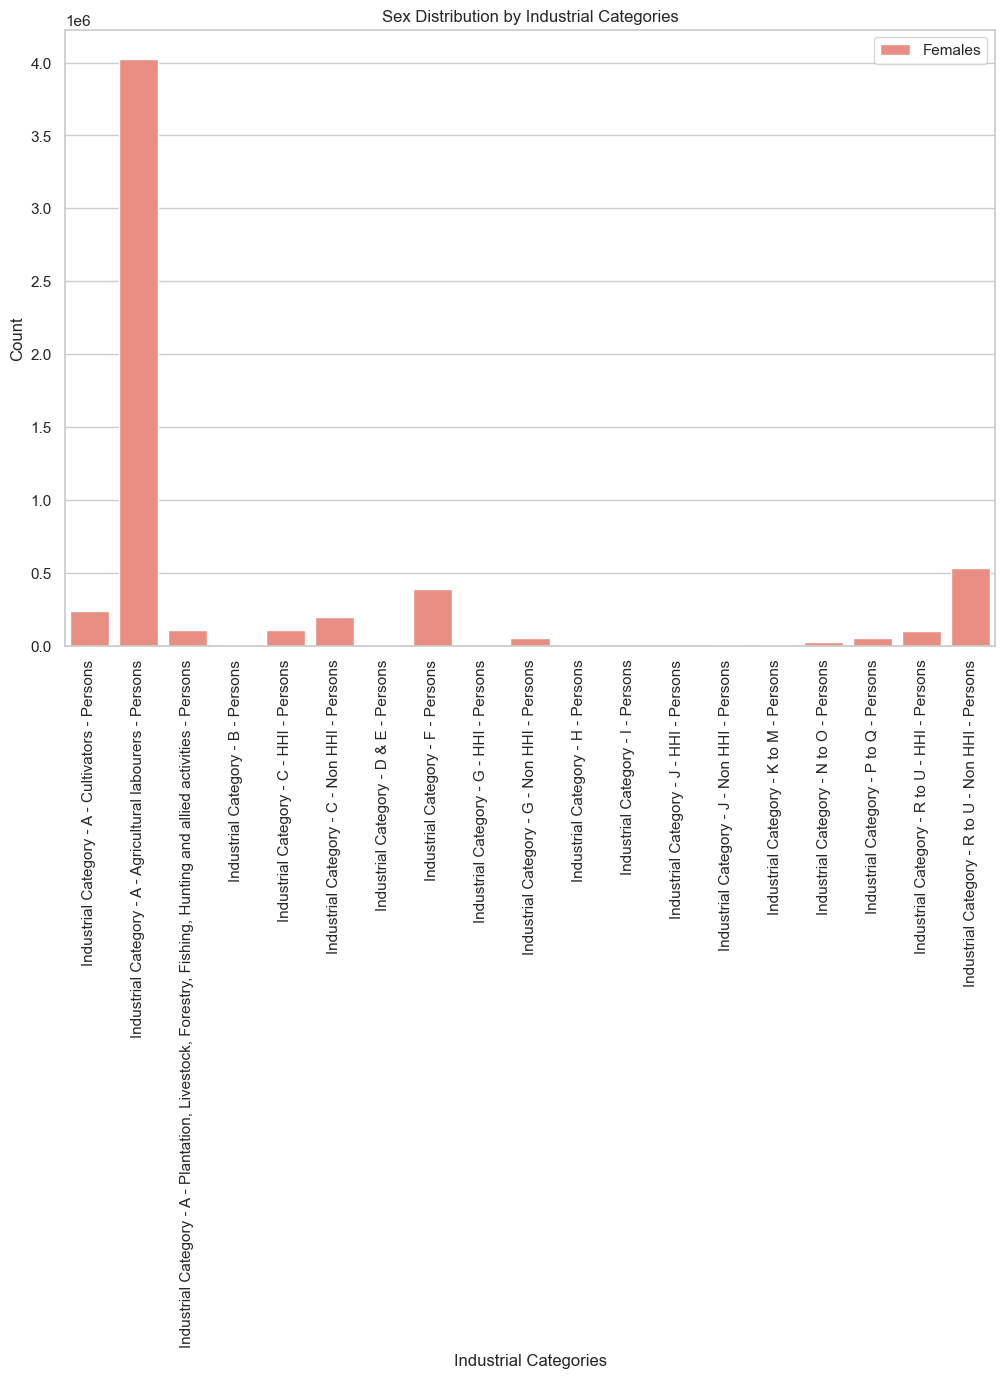 Sex Distribution by Industrial Categories
1e6
Females
4.0
3.5
3.0
2.5
2.0
1.5
1.0
0.5
0.0
Count
Industrial Category - A - Cultivators - Persons
Industrial Category - A - Agricultural labourers - Persons
Industrial Category - A - Plantation, Livestock, Forestry, Fishing, Hunting and allied activities - Persons
Industrial Category - B - Persons
Industrial Category - C - HHI - Persons
Industrial Category - C - Non HHI - Persons
Industrial Category - D & E - Persons
Industrial Category - F - Persons
Industrial Category - G - HHI - Persons
Industrial Category - G - Non HHI - Persons
Industrial Category - H - Persons
Industrial Category - I - Persons
Industrial Category - J - HHI - Persons
Industrial Category - J - Non HHI - Persons
Industrial Category - K to M - Persons
Industrial Category - N to O - Persons
Industrial Category - P to Q - Persons
Industrial Category - R to U - HHI - Persons
Industrial Category - R to U - Non HHI - Persons
Industrial Categories